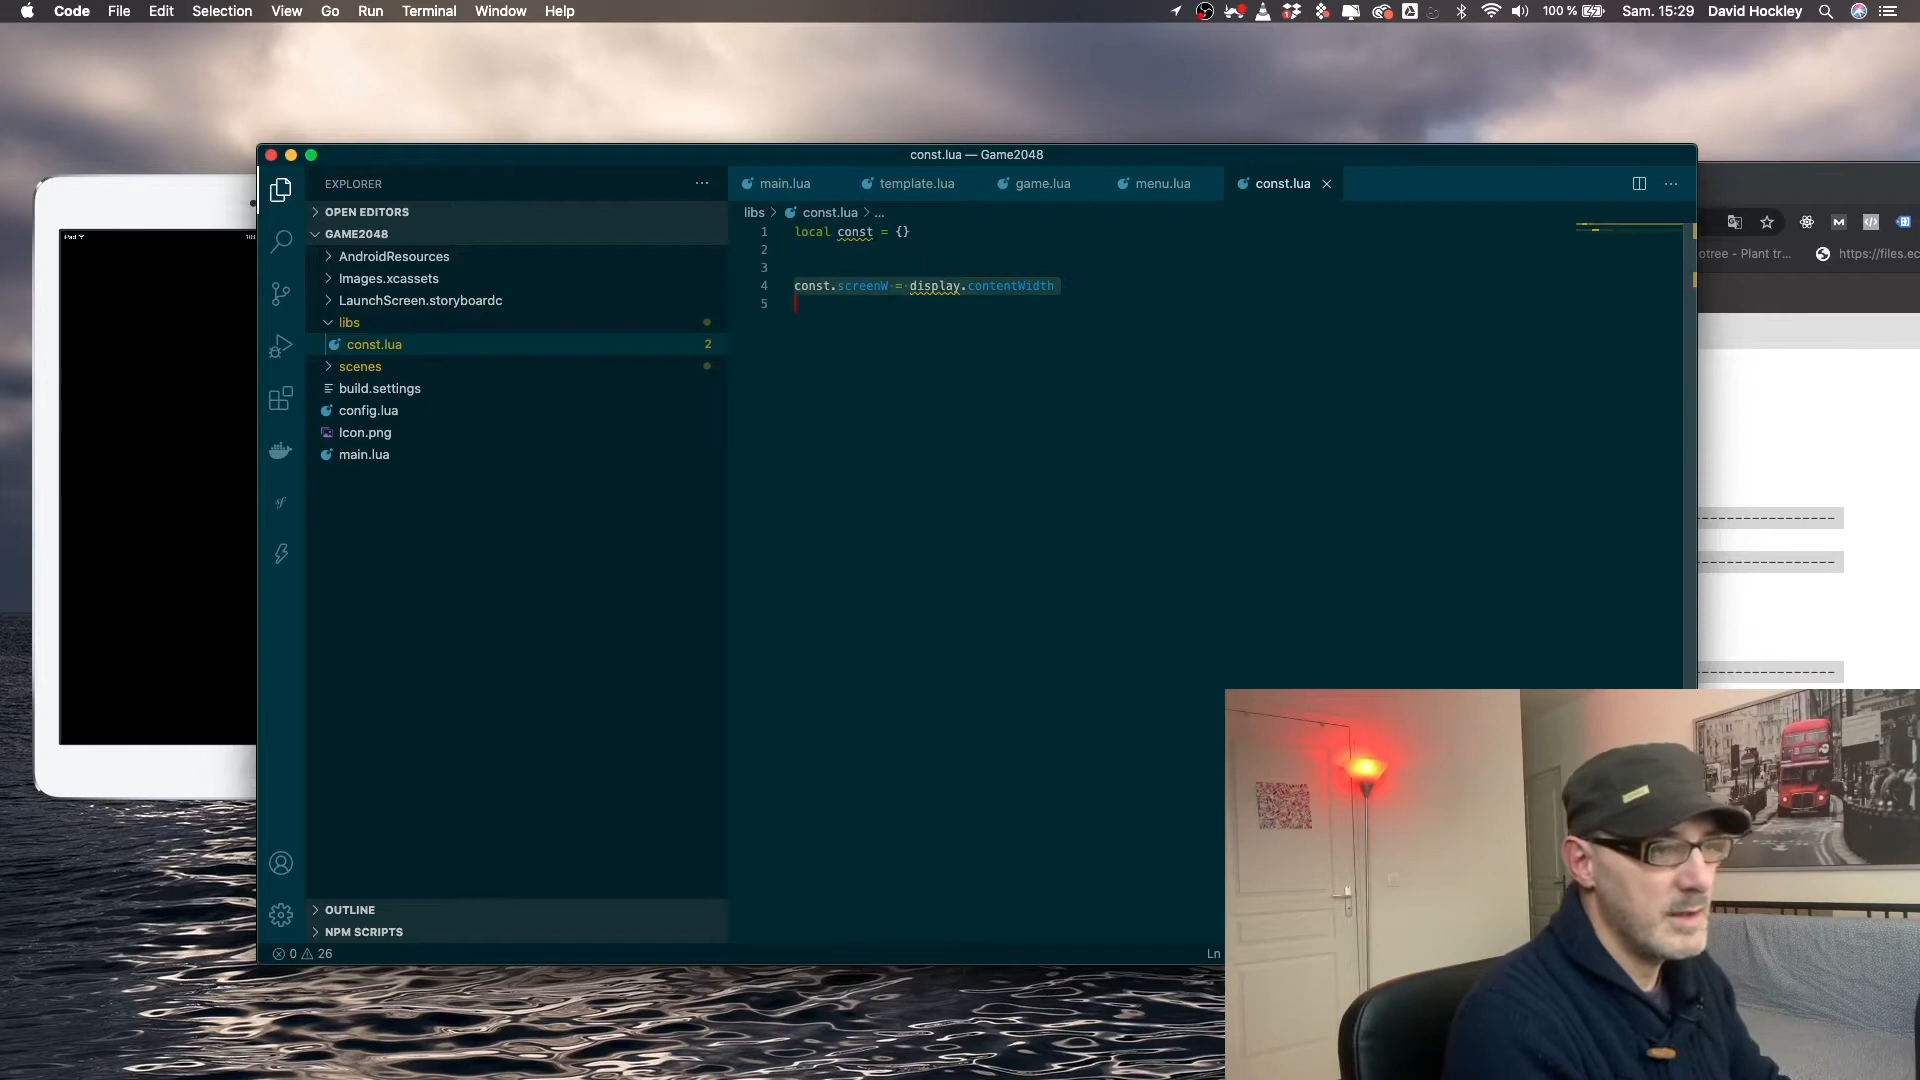 Code File Edit Selection View Go Run Terminal Window Help
100 % Sam. 15:29 David Hockley
const.lua — Game2048
EXPLORER
OPEN EDITORS
GAME2048
AndroidResources
Images.xcassets
LaunchScreen.storyboardc
libs
const.lua 2
scenes
build.settings
config.lua
Icon.png
main.lua
OUTLINE
NPM SCRIPTS
0 26
main.lua template.lua game.lua menu.lua const.lua
libs > const.lua > ...
1 local const = {}
2
3
4 const.screenW = display.contentWidth
5
Ln
iPad
otree - Plant tr... https://files.ec